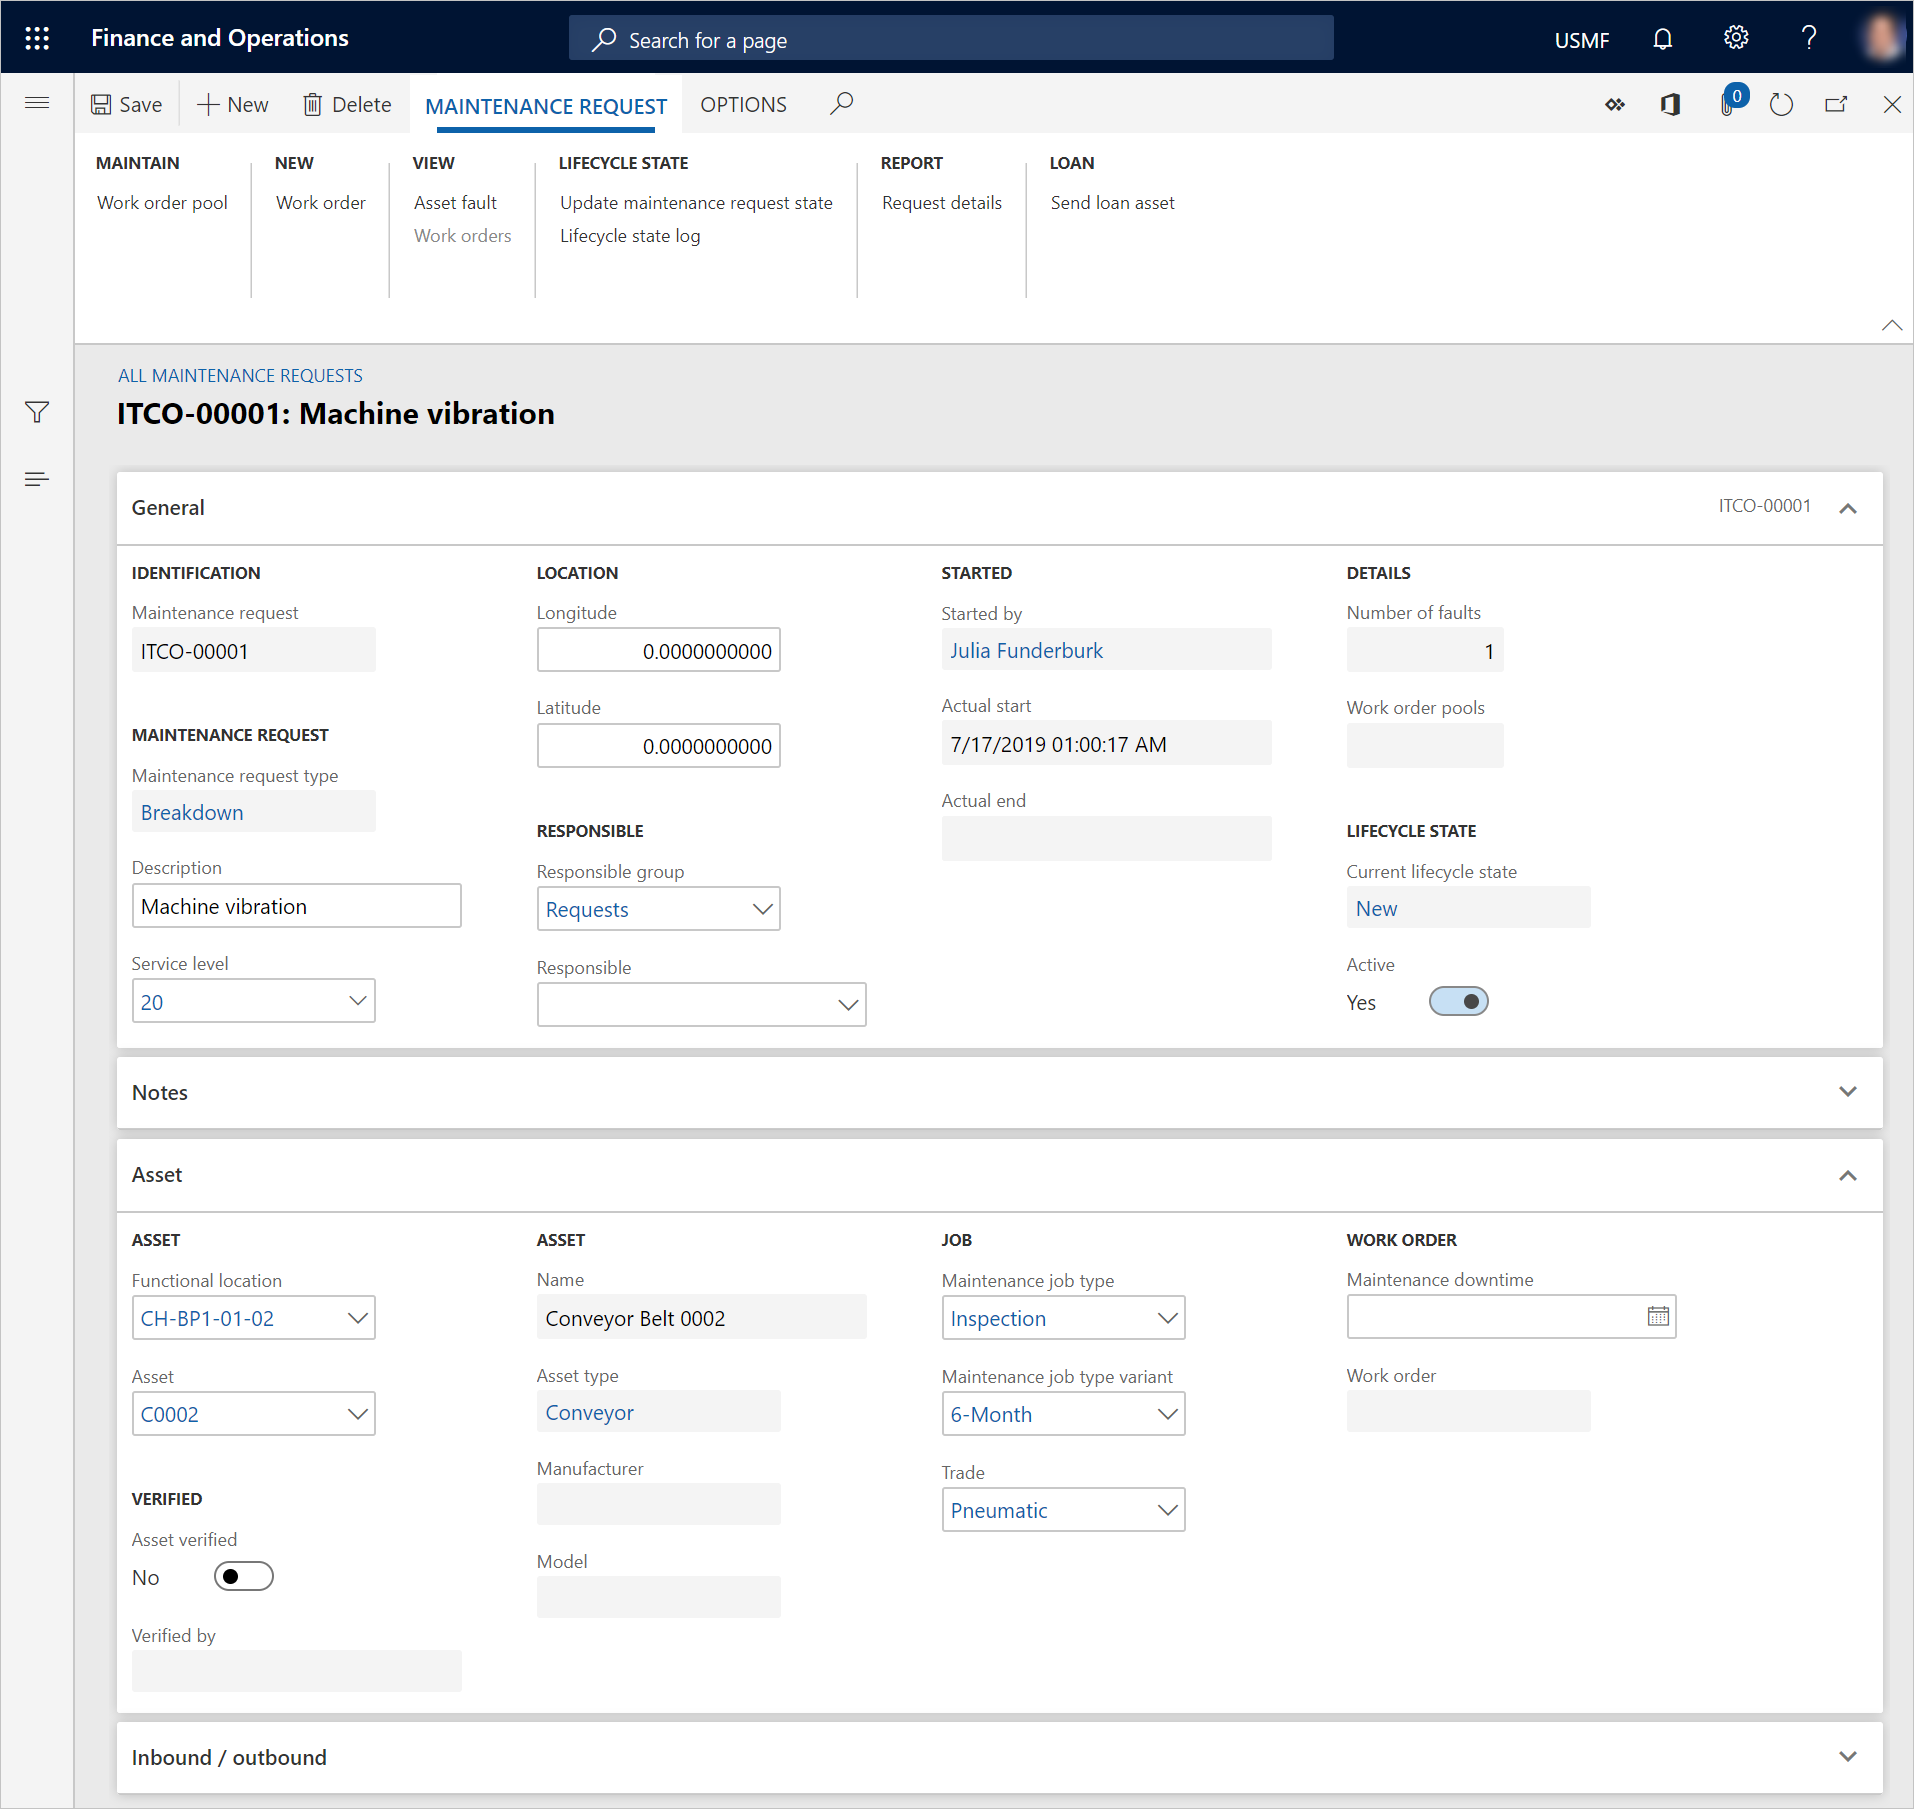 Finance and Operations
Search for a page
USMF
Save
New
Delete
MAINTENANCE REQUEST
OPTIONS
0
MAINTAIN
Work order pool
NEW
Work order
VIEW
Asset fault
Work orders
LIFECYCLE STATE
Update maintenance request state
Lifecycle state log
REPORT
Request details
LOAN
Send loan asset
ALL MAINTENANCE REQUESTS
ITCO-00001: Machine vibration
General
ITCO-00001
IDENTIFICATION
Maintenance request
ITCO-00001
MAINTENANCE REQUEST
Maintenance request type
Breakdown
Description
Machine vibration
Service level
20
LOCATION
Longitude
0.0000000000
Latitude
0.0000000000
RESPONSIBLE
Responsible group
Requests
Responsible
STARTED
Started by
Julia Funderburk
Actual start
7/17/2019 01:00:17 AM
Actual end
DETAILS
Number of faults
1
Work order pools
LIFECYCLE STATE
Current lifecycle state
New
Active
Yes
Notes
Asset
ASSET
Functional location
CH-BP1-01-02
Asset
C0002
VERIFIED
Asset verified
No
Verified by
ASSET
Name
Conveyor Belt 0002
Asset type
Conveyor
Manufacturer
Model
JOB
Maintenance job type
Inspection
Maintenance job type variant
6-Month
Trade
Pneumatic
WORK ORDER
Maintenance downtime
Work order
Inbound / outbound